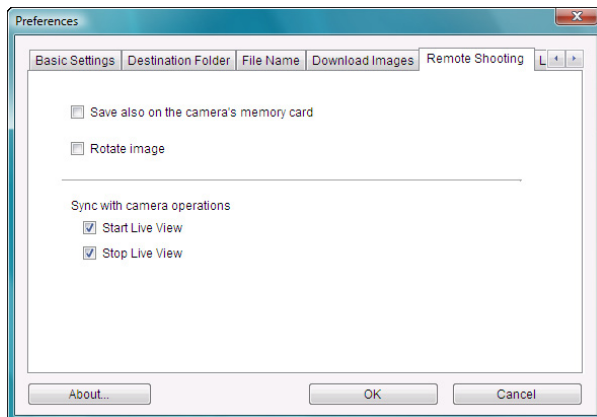 Preferences
Basic Settings Destination Folder File Name Download Images Remote Shooting L
Save also on the camera's memory card
Rotate image
Sync with camera operations
Start Live View
Stop Live View
About... OK Cancel